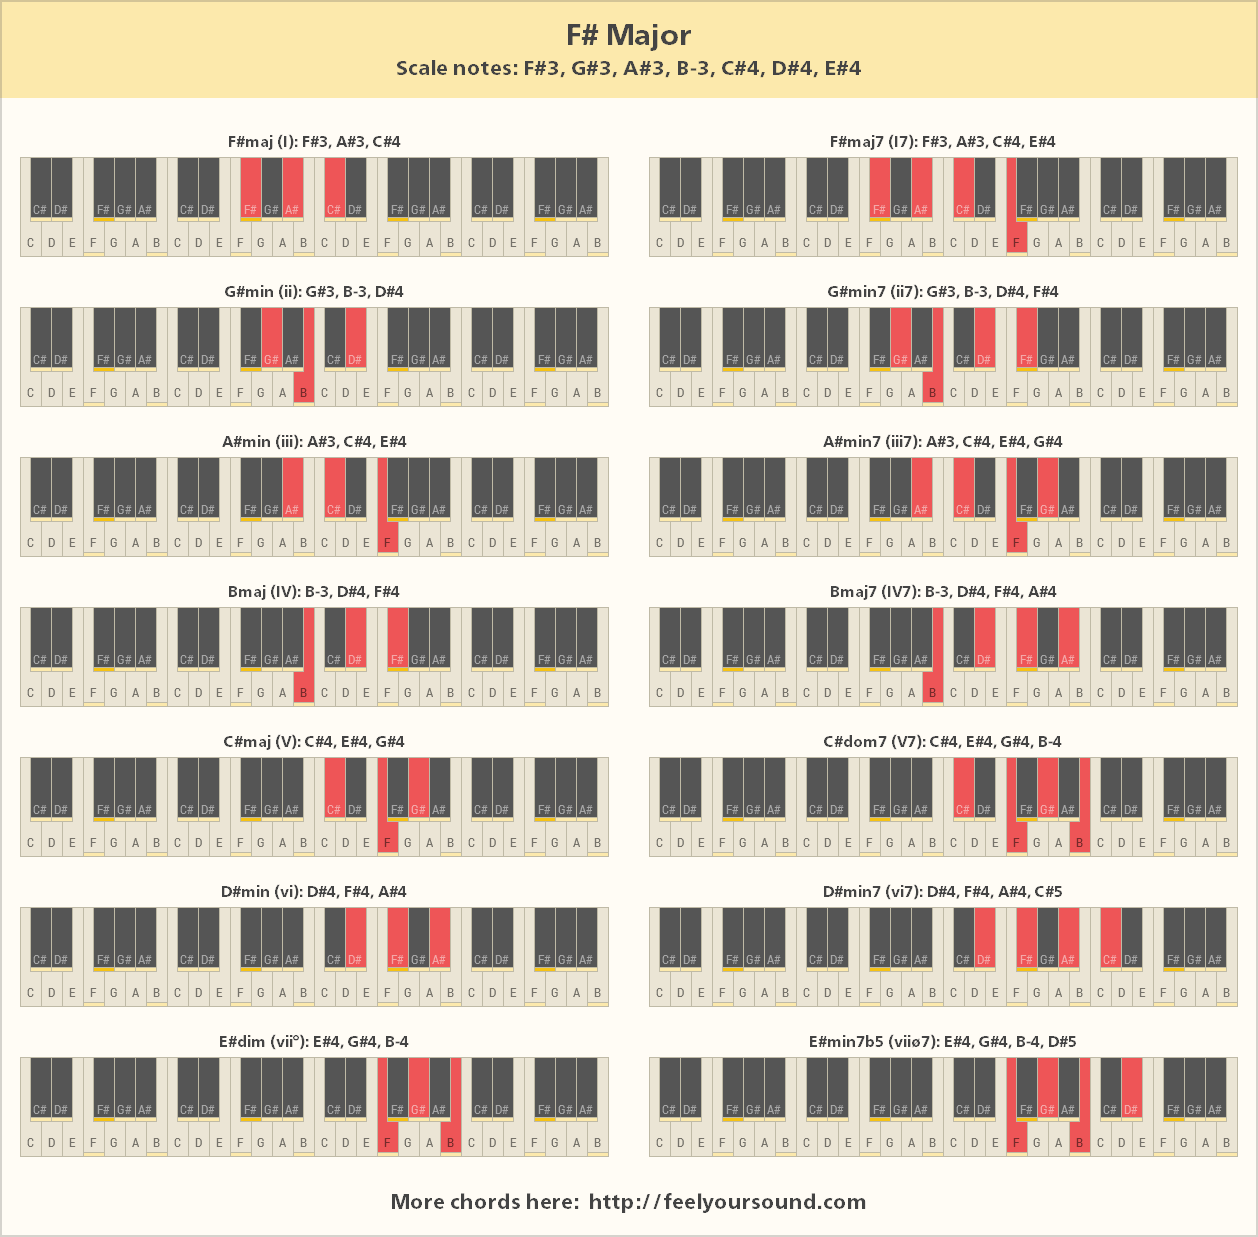 F# Major
Scale notes: F#3, G#3, A#3, B-3, C#4, D#4, E#4
F#maj (I): F#3, A#3, C#4
F#maj7 (I7): F#3, A#3, C#4, E#4
C# D# F# G# A# C# D# F# G# A# C# D# F# G# A# C# D# F# G# A#
C D E F G A B C D E F G A B C D E F G A B C D E F G A B
C# D# F# G# A# C# D# F# G# A# C# D# F# G# A# C# D# F# G# A#
C D E F G A B C D E F G A B C D E F G A B C D E F G A B
G#min (ii): G#3, B-3, D#4
G#min7 (ii7): G#3, B-3, D#4, F#4
C# D# F# G# A# C# D# F# G# A# C# D# F# G# A# C# D# F# G# A#
C D E F G A B C D E F G A B C D E F G A B C D E F G A B
C# D# F# G# A# C# D# F# G# A# C# D# F# G# A# C# D# F# G# A#
C D E F G A B C D E F G A B C D E F G A B C D E F G A B
A#min (iii): A#3, C#4, E#4
A#min7 (iii7): A#3, C#4, E#4, G#4
C# D# F# G# A# C# D# F# G# A# C# D# F# G# A# C# D# F# G# A#
C D E F G A B C D E F G A B C D E F G A B C D E F G A B
C# D# F# G# A# C# D# F# G# A# C# D# F# G# A# C# D# F# G# A#
C D E F G A B C D E F G A B C D E F G A B C D E F G A B
Bmaj (IV): B-3, D#4, F#4
Bmaj7 (IV7): B-3, D#4, F#4, A#4
C# D# F# G# A# C# D# F# G# A# C# D# F# G# A# C# D# F# G# A#
C D E F G A B C D E F G A B C D E F G A B C D E F G A B
C# D# F# G# A# C# D# F# G# A# C# D# F# G# A# C# D# F# G# A#
C D E F G A B C D E F G A B C D E F G A B C D E F G A B
C#maj (V): C#4, E#4, G#4
C#dom7 (V7): C#4, E#4, G#4, B-4
C# D# F# G# A# C# D# F# G# A# C# D# F# G# A# C# D# F# G# A#
C D E F G A B C D E F G A B C D E F G A B C D E F G A B
C# D# F# G# A# C# D# F# G# A# C# D# F# G# A# C# D# F# G# A#
C D E F G A B C D E F G A B C D E F G A B C D E F G A B
D#min (vi): D#4, F#4, A#4
D#min7 (vi7): D#4, F#4, A#4, C#5
C# D# F# G# A# C# D# F# G# A# C# D# F# G# A# C# D# F# G# A#
C D E F G A B C D E F G A B C D E F G A B C D E F G A B
C# D# F# G# A# C# D# F# G# A# C# D# F# G# A# C# D# F# G# A#
C D E F G A B C D E F G A B C D E F G A B C D E F G A B
E#dim (vii°): E#4, G#4, B-4
E#min7b5 (viiø7): E#4, G#4, B-4, D#5
C# D# F# G# A# C# D# F# G# A# C# D# F# G# A# C# D# F# G# A#
C D E F G A B C D E F G A B C D E F G A B C D E F G A B
C# D# F# G# A# C# D# F# G# A# C# D# F# G# A# C# D# F# G# A#
C D E F G A B C D E F G A B C D E F G A B C D E F G A B
More chords here: http://feelyoursound.com